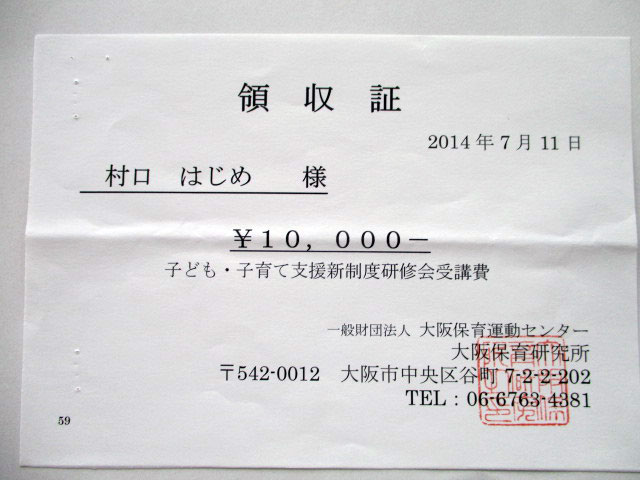 領収証
2014年7月11日
村口 はじめ 様
￥１０，０００－
子ども・子育て支援新制度研修会受講費
一般財団法人 大阪保育運動センター
大阪保育研究所
〒542-0012 大阪市中央区谷町 7-2-2-202
TEL：06-6763-4381
59